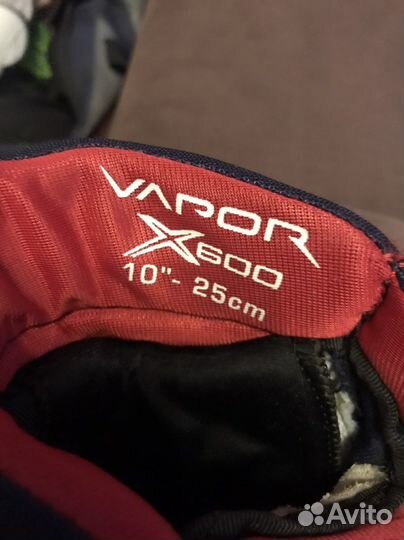 VAPOR
X600
10"- 25cm
Avito